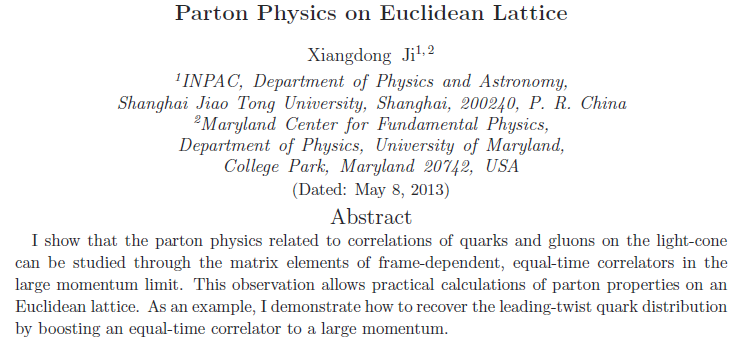 Parton Physics on Euclidean Lattice
Xiangdong Ji1,2
1INPAC, Department of Physics and Astronomy,
Shanghai Jiao Tong University, Shanghai, 200240, P. R. China
2Maryland Center for Fundamental Physics,
Department of Physics, University of Maryland,
College Park, Maryland 20742, USA
(Dated: May 8, 2013)
Abstract
I show that the parton physics related to correlations of quarks and gluons on the light-cone
can be studied through the matrix elements of frame-dependent, equal-time correlators in the
large momentum limit. This observation allows practical calculations of parton properties on an
Euclidean lattice. As an example, I demonstrate how to recover the leading-twist quark distribution
by boosting an equal-time correlator to a large momentum.